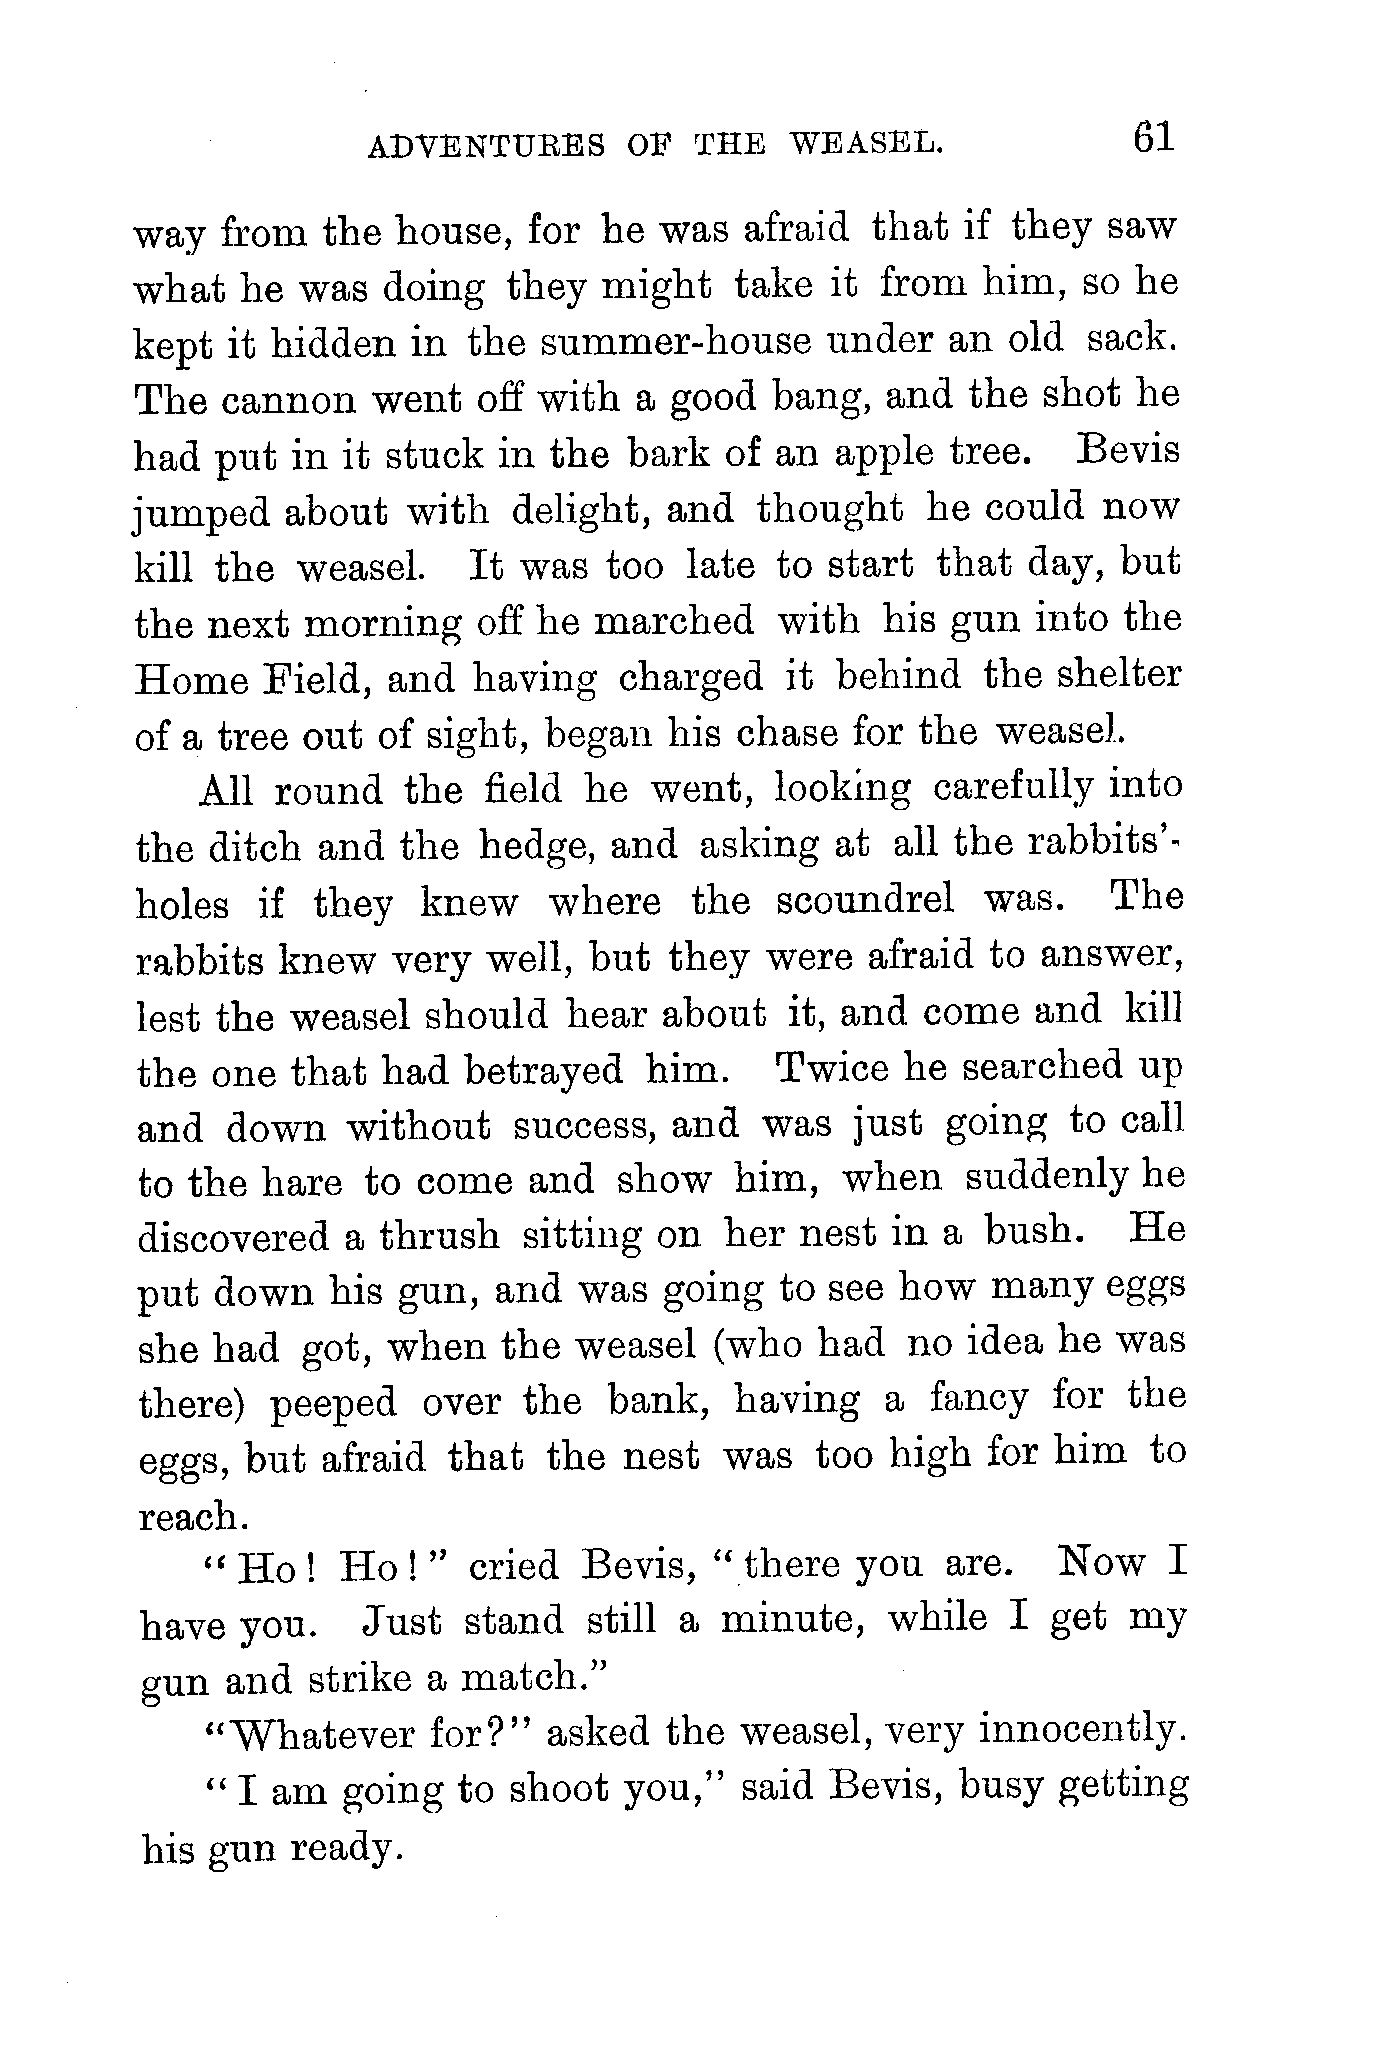 ADVENTURES OF THE WEASEL. 61
way from the house, for he was afraid that if they saw
what he was doing they might take it from him, so he
kept it hidden in the summer-house under an old sack.
The cannon went off with a good bang, and the shot he
had put in it stuck in the bark of an apple tree. Bevis
jumped about with delight, and thought he could now
kill the weasel. It was too late to start that day, but
the next morning off he marched with his gun into the
Home Field, and having charged it behind the shelter
of a tree out of sight, began his chase for the weasel.
All round the field he went, looking carefully into
the ditch and the hedge, and asking at all the rabbits'-
holes if they knew where the scoundrel was. The
rabbits knew very well, but they were afraid to answer,
lest the weasel should hear about it, and come and kill
the one that had betrayed him. Twice he searched up
and down without success, and was just going to call
to the hare to come and show him, when suddenly he
discovered a thrush sitting on her nest in a bush. He
put down his gun, and was going to see how many eggs
she had got, when the weasel (who had no idea he was
there) peeped over the bank, having a fancy for the
eggs, but afraid that the nest was too high for him to
reach.
"Ho! Ho!" cried Bevis, "there you are. Now I
have you. Just stand still a minute, while I get my
gun and strike a match."
"Whatever for?" asked the weasel, very innocently.
"I am going to shoot you," said Bevis, busy getting
his gun ready.